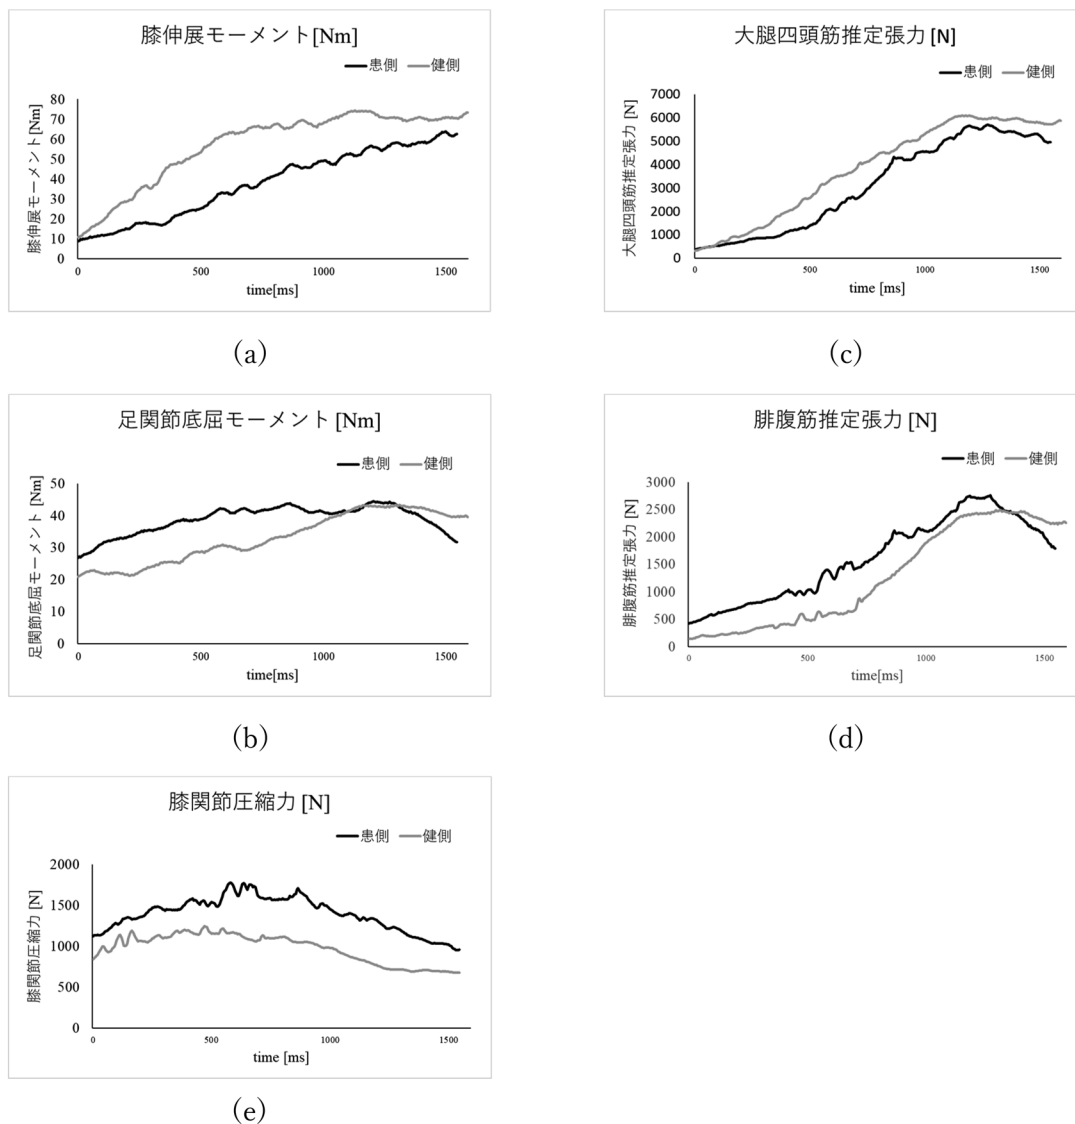 膝伸展モーメント[Nm]
患側 健側
膝伸展モーメント[Nm]
80
70
60
50
40
30
20
10
0
0 500 1000 1500
time[ms]
(a)
大腿四頭筋推定張力 [N]
患側 健側
大腿四頭筋推定張力 [N]
7000
6000
5000
4000
3000
2000
1000
0
0 500 1000 1500
time [ms]
(c)
足関節底屈モーメント [Nm]
患側 健側
足関節底屈モーメント [Nm]
50
40
30
20
10
0
0 500 1000 1500
time[ms]
(b)
腓腹筋推定張力 [N]
患側 健側
腓腹筋推定張力 [N]
3000
2500
2000
1500
1000
500
0
0 500 1000 1500
time[ms]
(d)
膝関節圧縮力 [N]
患側 健側
膝関節圧縮力 [N]
2000
1500
1000
500
0
0 500 1000 1500
time [ms]
(e)